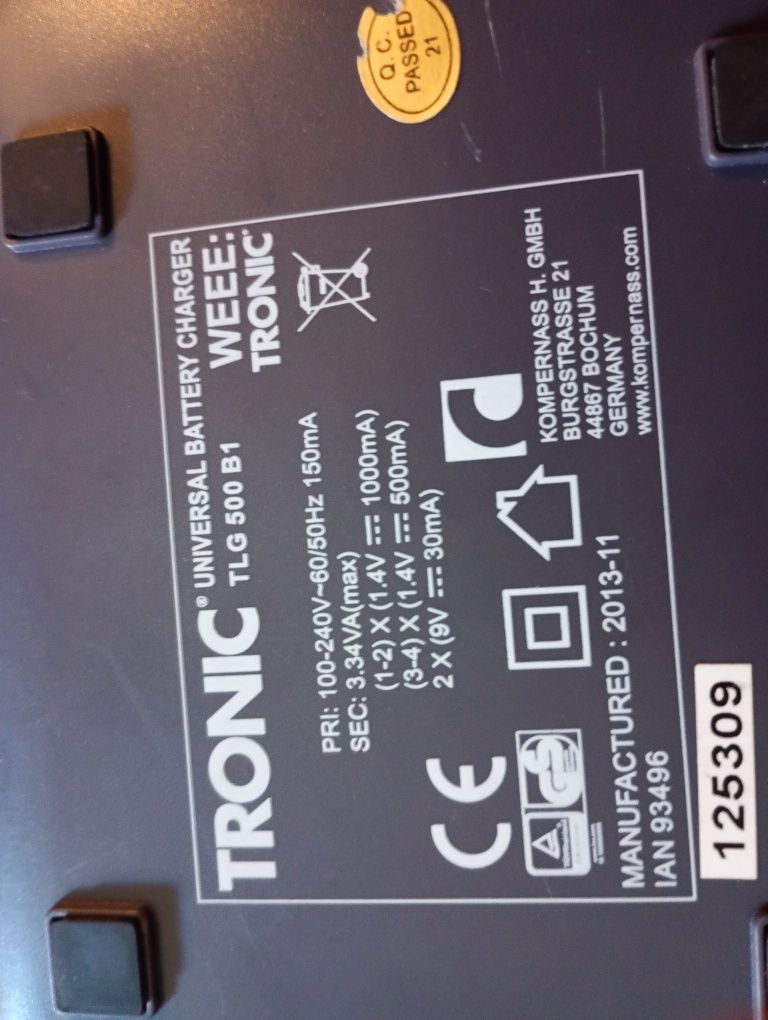 Q. C.
PASSED
21
TRONIC® UNIVERSAL BATTERY CHARGER
TLG 500 B1
WEEE:
TRONIC®
PRI: 100-240V~60/50Hz 150mA
SEC: 3.34VA(max)
(1-2) X (1.4V ⎓ 1000mA)
(3-4) X (1.4V ⎓ 500mA)
2 X (9V ⎓ 30mA)
CE
GS
KOMPERNASS H. GMBH
BURGSTRASSE 21
44867 BOCHUM
GERMANY
www.kompernass.com
MANUFACTURED : 2013-11
IAN 93496
125309